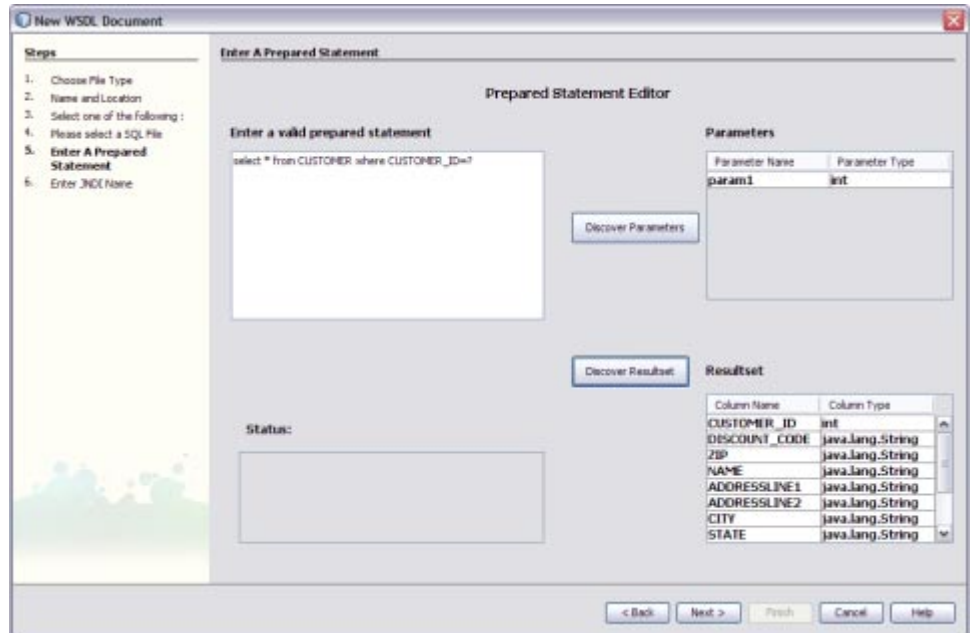 New WSDL Document
Steps
1. Choose File Type
2. Name and Location
3. Select one of the following :
4. Please select a SQL File
5. Enter A Prepared
Statement
6. Enter JNDI Name
Enter A Prepared Statement
Prepared Statement Editor
Enter a valid prepared statement
select * from CUSTOMER where CUSTOMER_ID=?
Discover Parameters
Parameters
Parameter Name Parameter Type
param1 int
Discover Resultset
Resultset
Column Name Column Type
CUSTOMER_ID int
DISCOUNT_CODE java.lang.String
ZIP java.lang.String
NAME java.lang.String
ADDRESSLINE1 java.lang.String
ADDRESSLINE2 java.lang.String
CITY java.lang.String
STATE java.lang.String
Status:
< Back Next > Finish Cancel Help